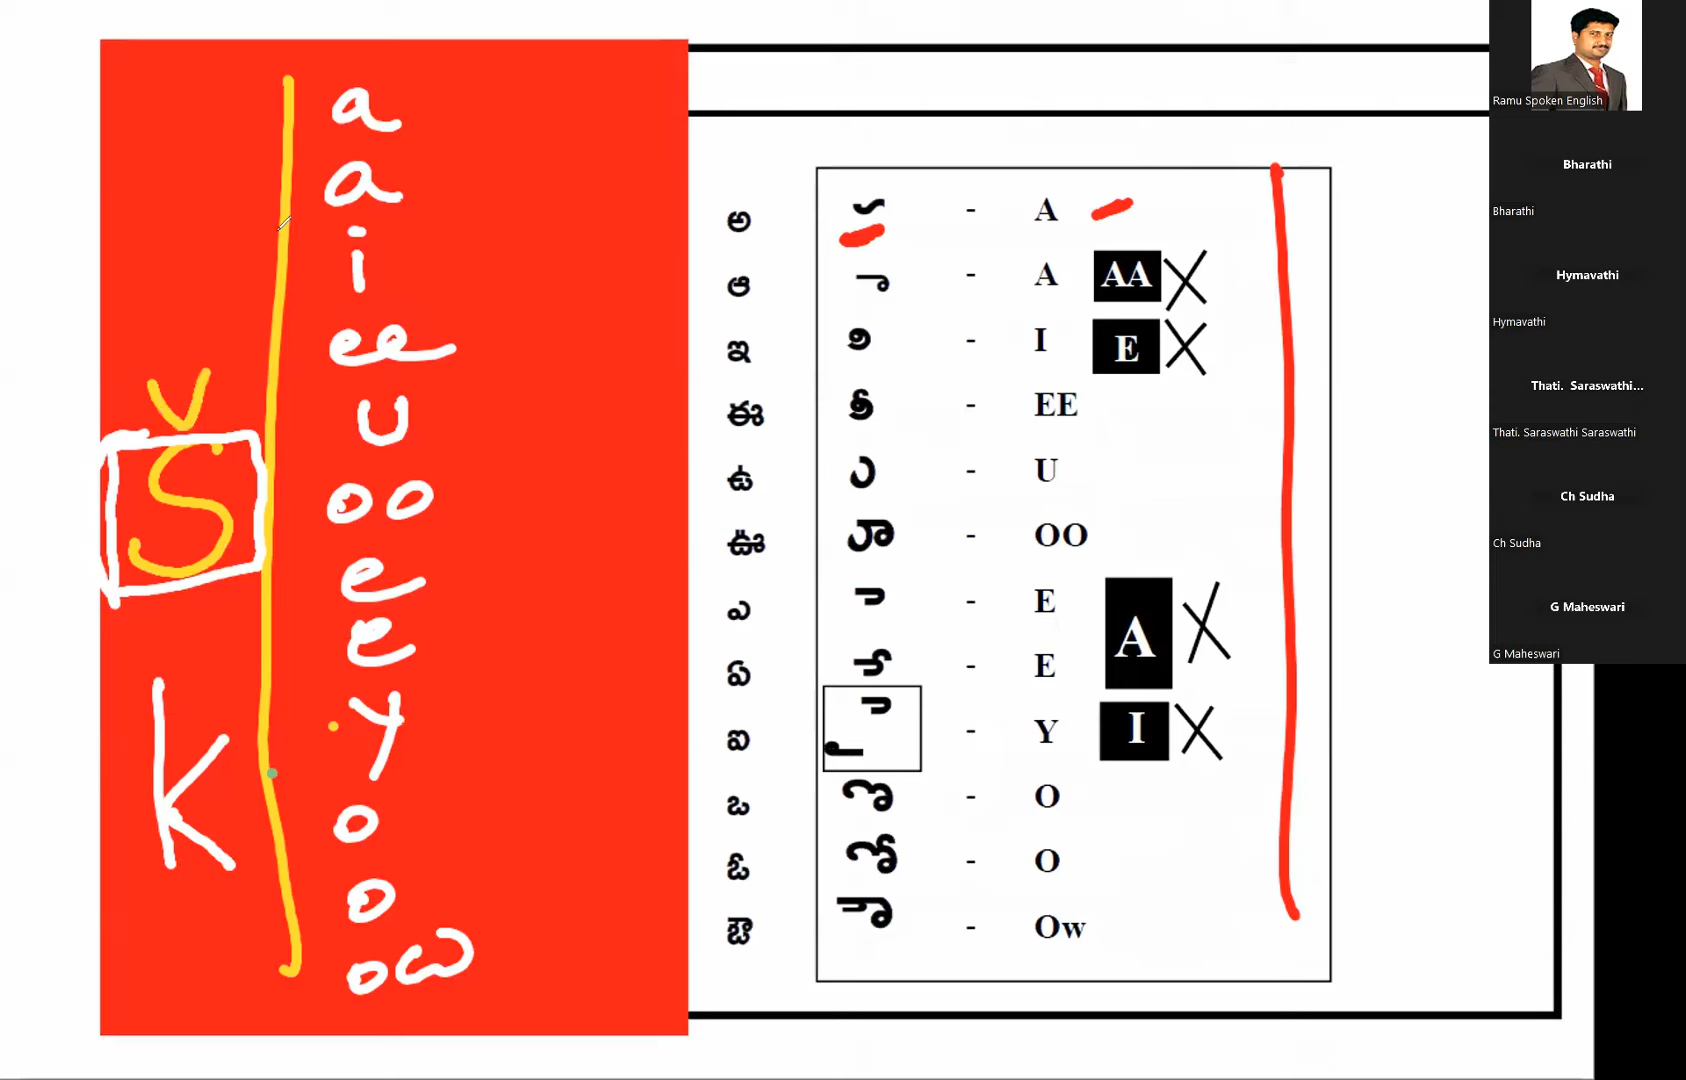 a
a
i
ee
u
oo
e
e
y
o
o
ow
V
S
K
అ ✓ - A
ఆ ా - A AA X
ఇ ి - I E X
ఈ ీ - EE
ఉ ు - U
ఊ ూ - OO
ఎ ె - E A X
ఏ ే - E
ఐ ై - Y I X
ఒ ొ - O
ఓ ో - O
ఔ ౌ - Ow
Ramu Spoken English
Bharathi
Bharathi
Hymavathi
Hymavathi
Thati. Saraswathi...
Thati. Saraswathi Saraswathi
Ch Sudha
Ch Sudha
G Maheswari
G Maheswari